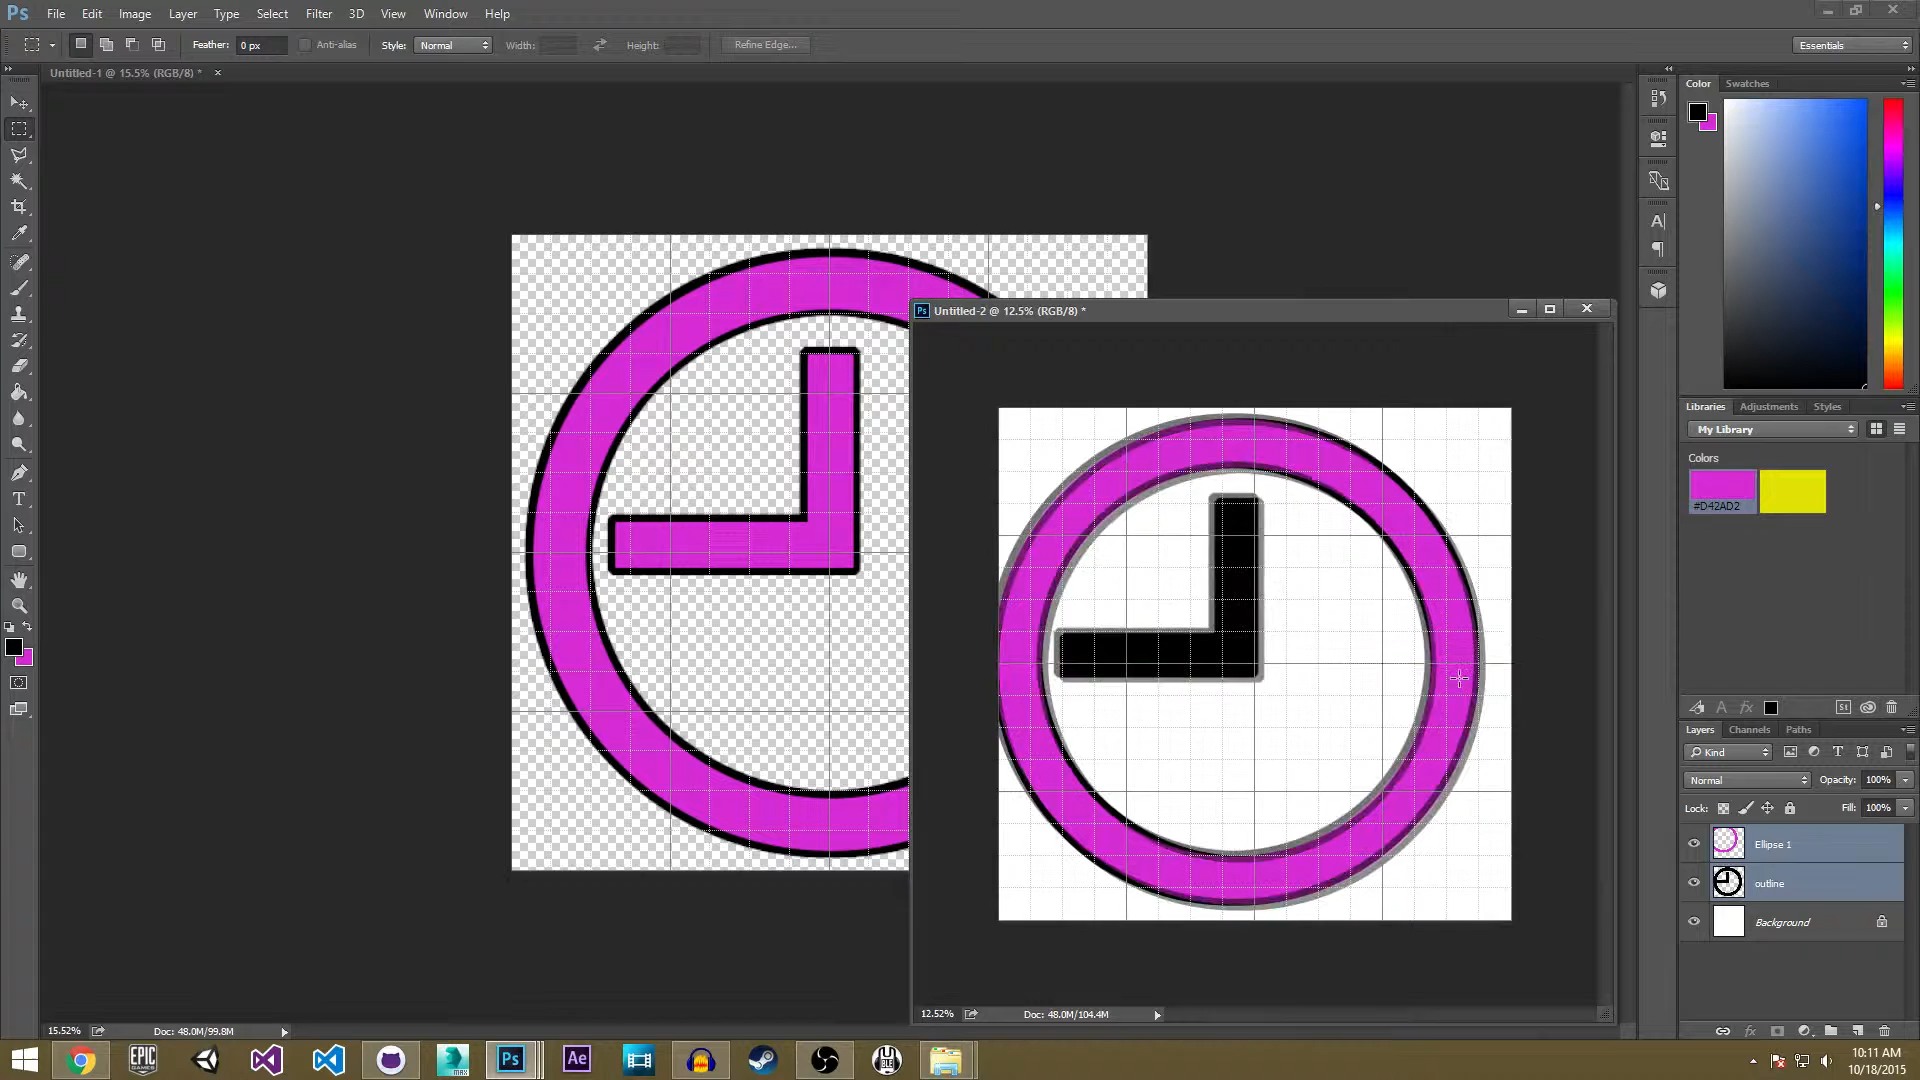 Ps File Edit Image Layer Type Select Filter 3D View Window Help
Feather: 0 px Anti-alias Style: Normal Width: Height: Refine Edge... Essentials
Untitled-1 @ 15.5% (RGB/8) * ×
Color Swatches
Ps Untitled-2 @ 12.5% (RGB/8) *
Libraries Adjustments Styles
My Library
Colors
#D42AD2
Layers Channels Paths
Kind
Normal Opacity: 100%
Lock: Fill: 100%
Ellipse 1
outline
Background
12.52% Doc: 48.0M/104.4M
15.52% Doc: 48.0M/99.8M
EPIC GAMES
MAX
Ps
Ae
10:11 AM
10/18/2015